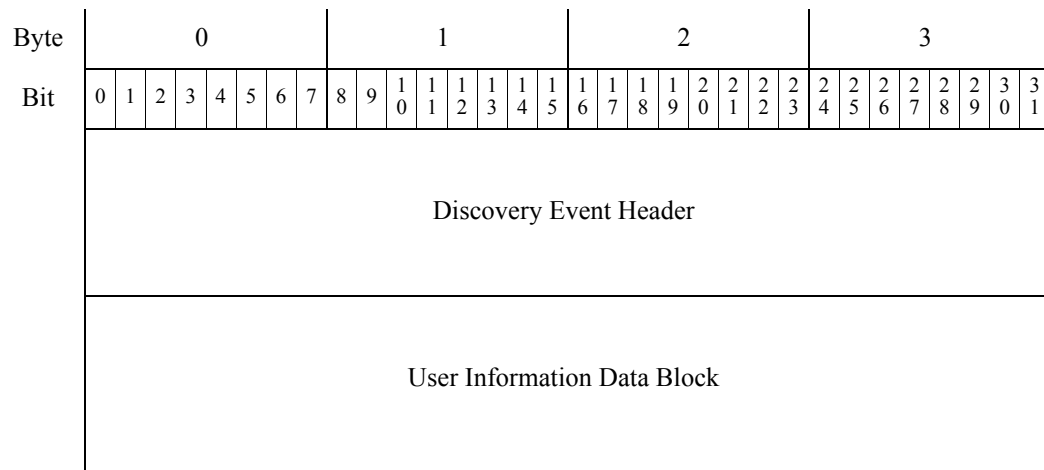 Byte 0 1 2 3
Bit 0 1 2 3 4 5 6 7 8 9 10 11 12 13 14 15 16 17 18 19 20 21 22 23 24 25 26 27 28 29 30 31
Discovery Event Header
User Information Data Block